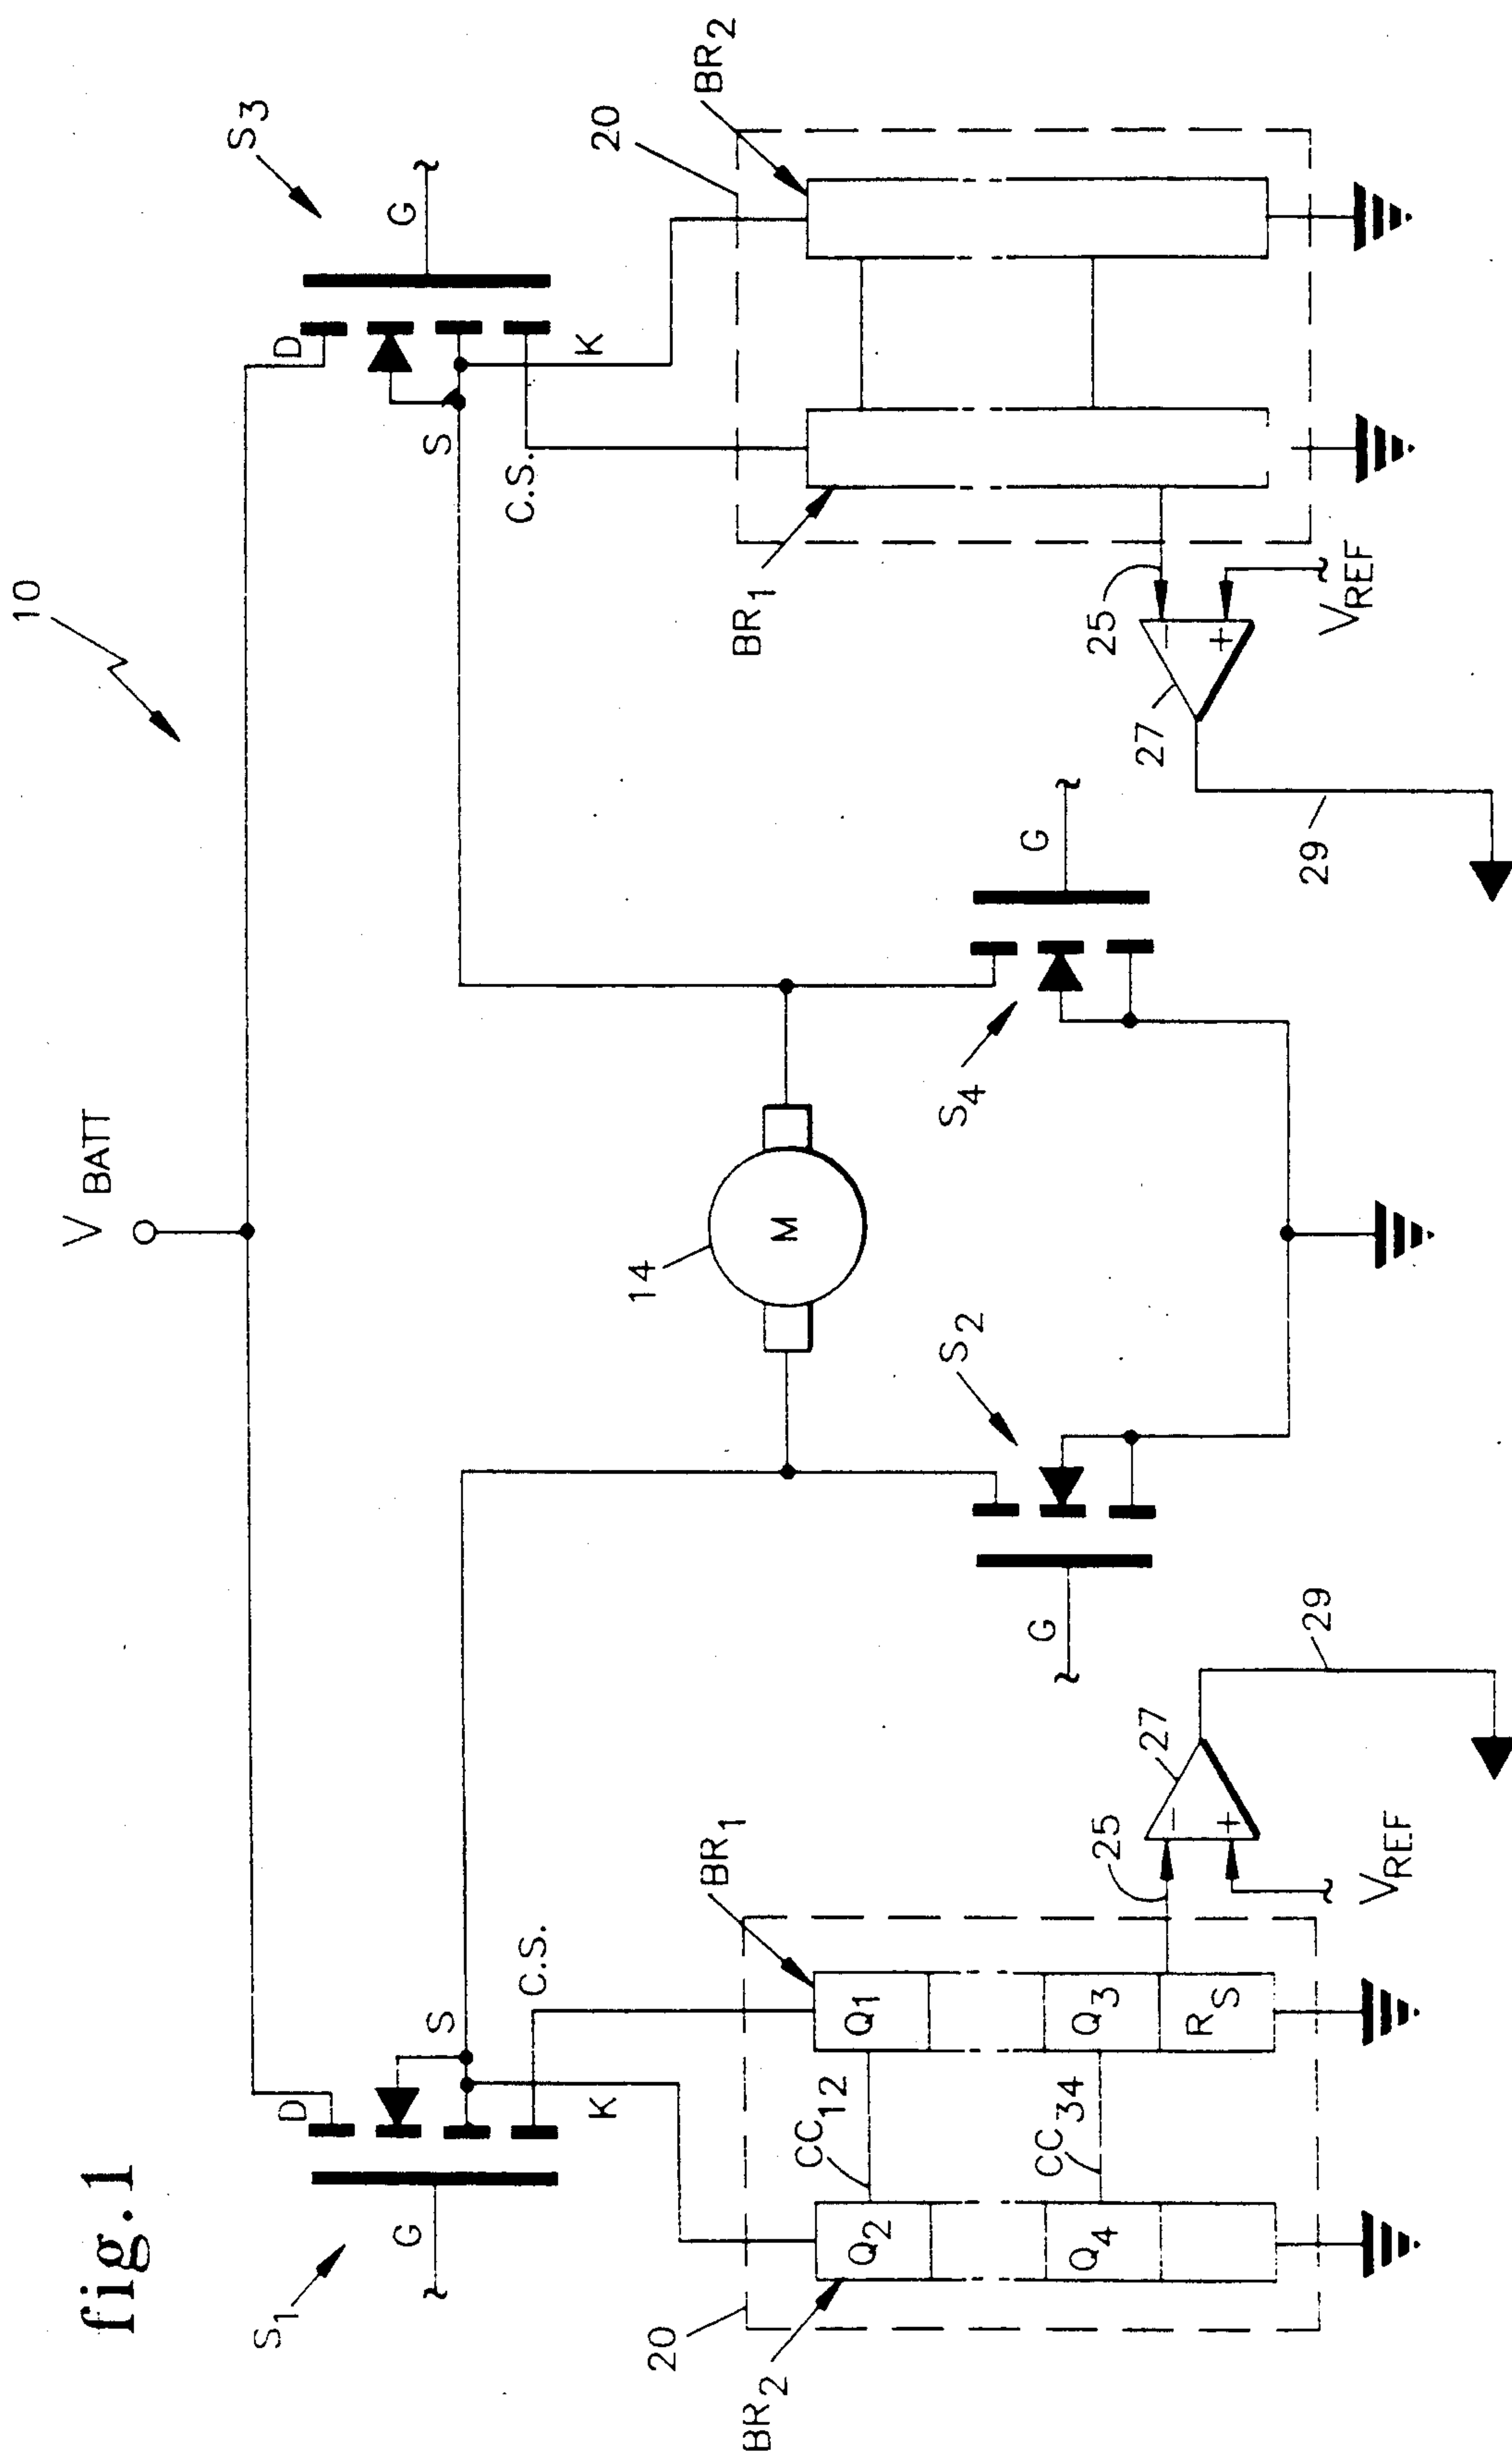 fig.1
10
V BATT
S1
G
D
S
K
C.S.
S3
D
G
S
K
C.S.
14
M
S2
G
S4
G
20
BR2
BR1
Q2
CC12
Q1
Q4
CC34
Q3
RS
25
27
29
VREF
20
BR2
BR1
25
27
29
VREF
− +
− +